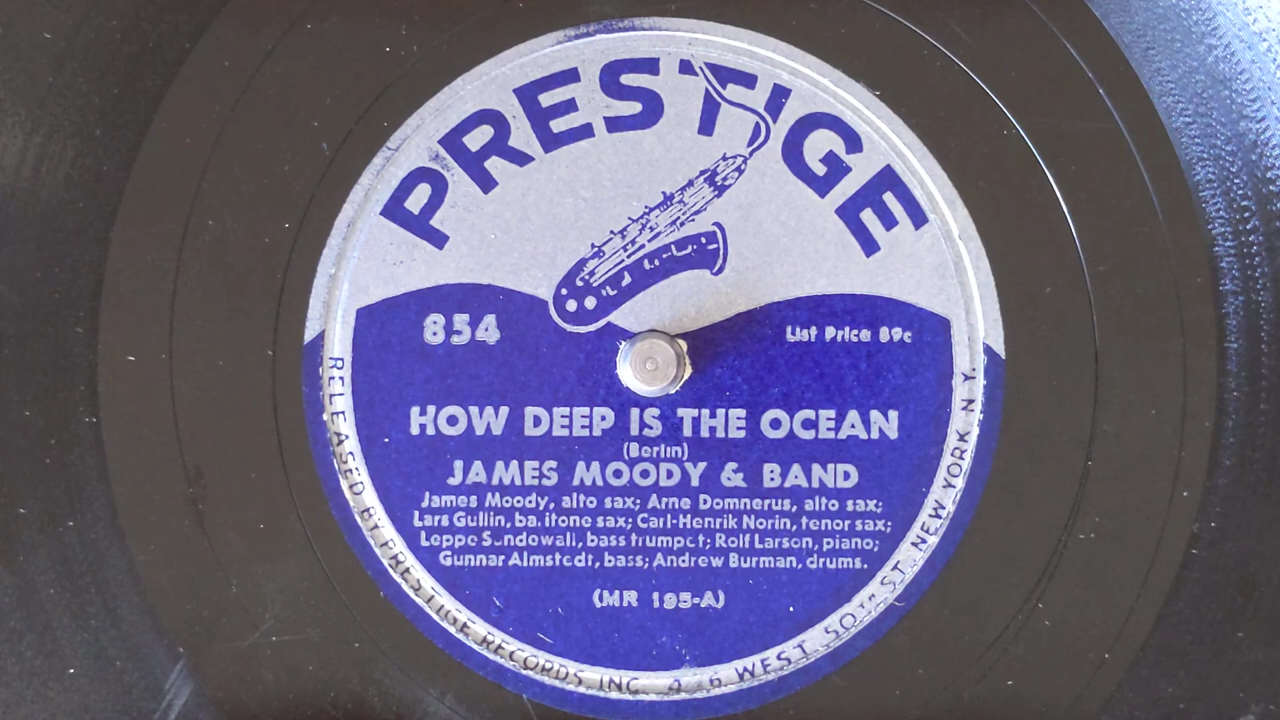 PRESTIGE
854
List Price 89c
HOW DEEP IS THE OCEAN
(Berlin)
JAMES MOODY & BAND
James Moody, alto sax; Arne Domnerus, alto sax;
Lars Gullin, ba.itone sax; Carl-Henrik Norin, tenor sax;
Leppe Sundewall, bass trumpet; Rolf Larson, piano;
Gunnar Almstedt, bass; Andrew Burman, drums.
(MR 195-A)
RELEASED BY PRESTIGE RECORDS INC. WEST 50TH ST. NEW YORK N.Y.